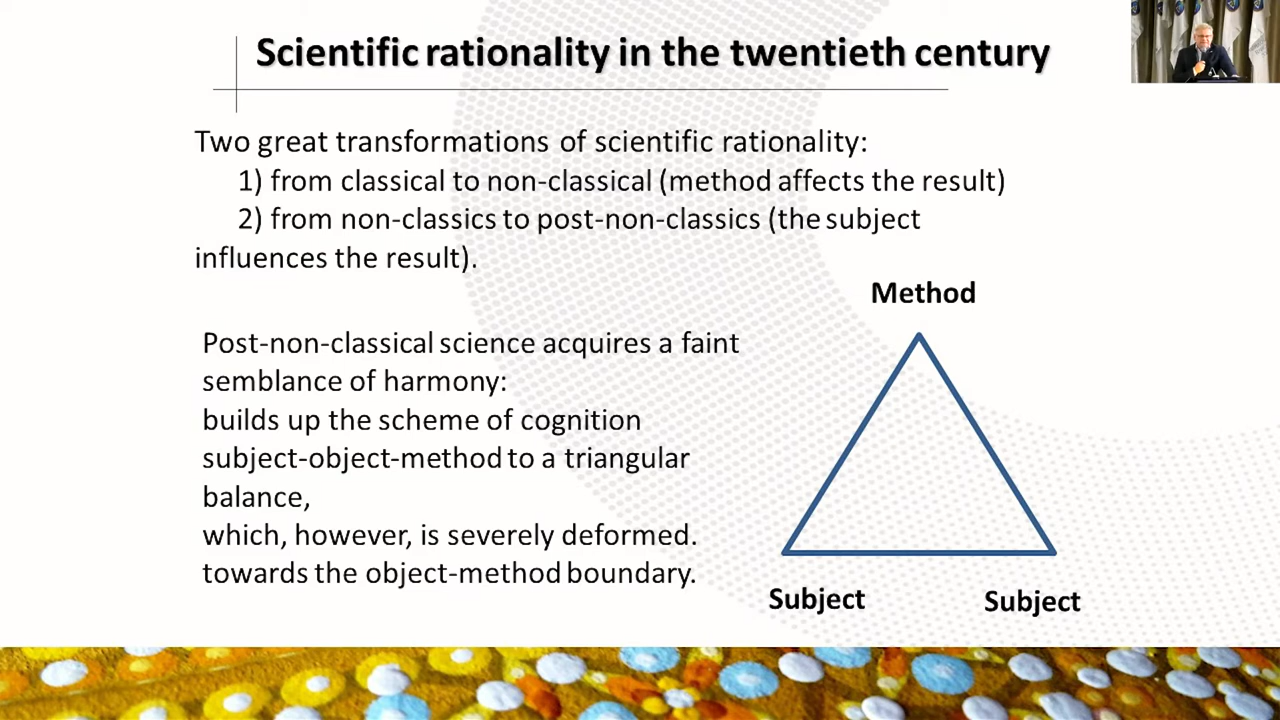 Scientific rationality in the twentieth century
Two great transformations of scientific rationality:
1) from classical to non-classical (method affects the result)
2) from non-classics to post-non-classics (the subject
influences the result).
Method
Post-non-classical science acquires a faint
semblance of harmony:
builds up the scheme of cognition
subject-object-method to a triangular
balance,
which, however, is severely deformed.
towards the object-method boundary.
Subject
Subject